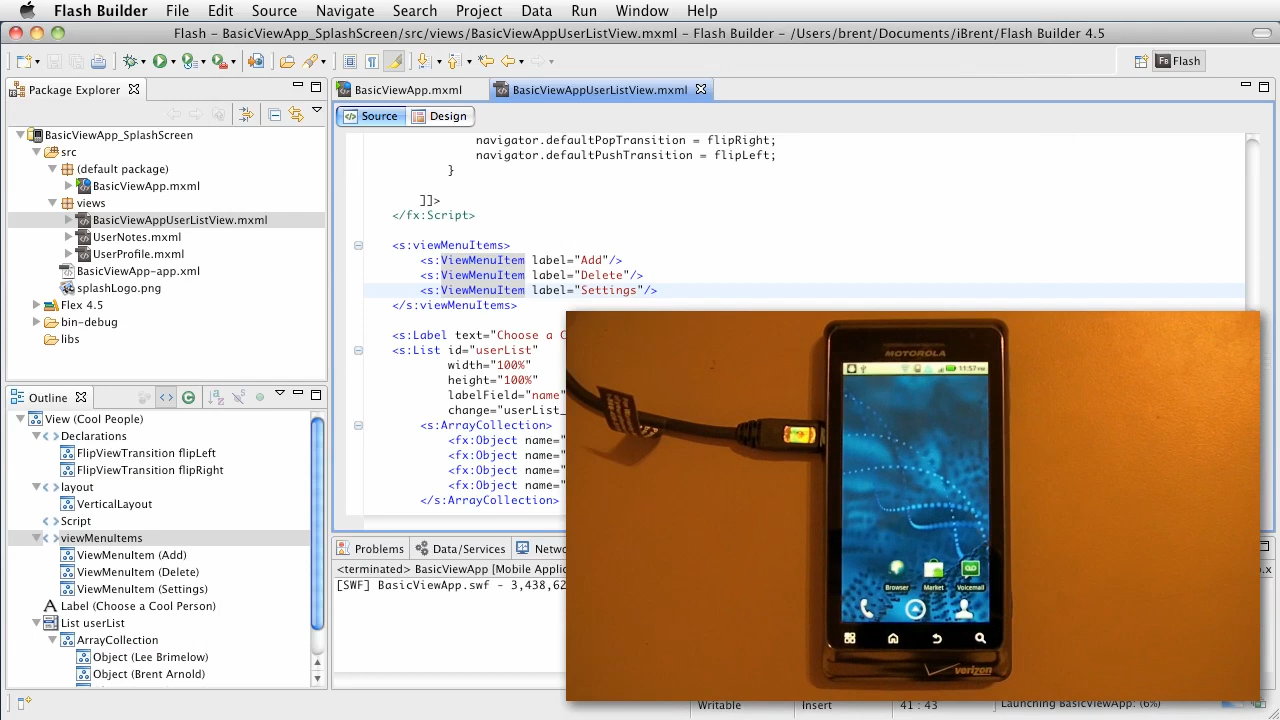 Flash Builder File Edit Source Navigate Search Project Data Run Window Help
Flash – BasicViewApp_SplashScreen/src/views/BasicViewAppUserListView.mxml – Flash Builder – /Users/brent/Documents/iBrent/Flash Builder 4.5
Flash
Package Explorer
BasicViewApp_SplashScreen
src
(default package)
BasicViewApp.mxml
views
BasicViewAppUserListView.mxml
UserNotes.mxml
UserProfile.mxml
BasicViewApp-app.xml
splashLogo.png
Flex 4.5
bin-debug
libs
Outline
View (Cool People)
Declarations
FlipViewTransition flipLeft
FlipViewTransition flipRight
layout
VerticalLayout
Script
viewMenuItems
ViewMenuItem (Add)
ViewMenuItem (Delete)
ViewMenuItem (Settings)
Label (Choose a Cool Person)
List userList
ArrayCollection
Object (Lee Brimelow)
Object (Brent Arnold)
BasicViewApp.mxml
BasicViewAppUserListView.mxml
Source Design
navigator.defaultPopTransition = flipRight;
navigator.defaultPushTransition = flipLeft;
}
]]>
</fx:Script>
<s:viewMenuItems>
<s:ViewMenuItem label="Add"/>
<s:ViewMenuItem label="Delete"/>
<s:ViewMenuItem label="Settings"/>
</s:viewMenuItems>
<s:Label text="Choose a C
<s:List id="userList"
width="100%"
height="100%"
labelField="name"
change="userList_
<s:ArrayCollection>
<fx:Object name="
<fx:Object name="
<fx:Object name="
<fx:Object name="
</s:ArrayCollection>
Problems Data/Services Netwo
<terminated> BasicViewApp [Mobile Applic
[SWF] BasicViewApp.swf - 3,438,62
MOTOROLA
11:57 PM
Browser Market Voicemail
verizon
Writable Insert 41 : 43 Launching BasicViewApp: (6%)